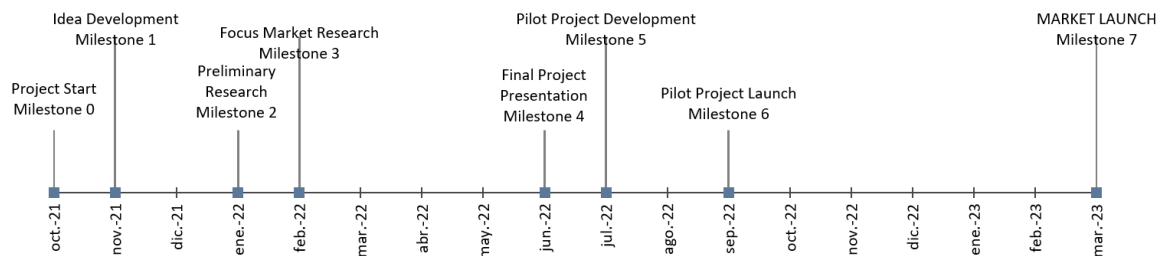 Project Start
Milestone 0
Idea Development
Milestone 1
Preliminary
Research
Milestone 2
Focus Market Research
Milestone 3
Final Project
Presentation
Milestone 4
Pilot Project Development
Milestone 5
Pilot Project Launch
Milestone 6
MARKET LAUNCH
Milestone 7
oct.-21
nov.-21
dic.-21
ene.-22
feb.-22
mar.-22
abr.-22
may.-22
jun.-22
jul.-22
ago.-22
sep.-22
oct.-22
nov.-22
dic.-22
ene.-23
feb.-23
mar.-23